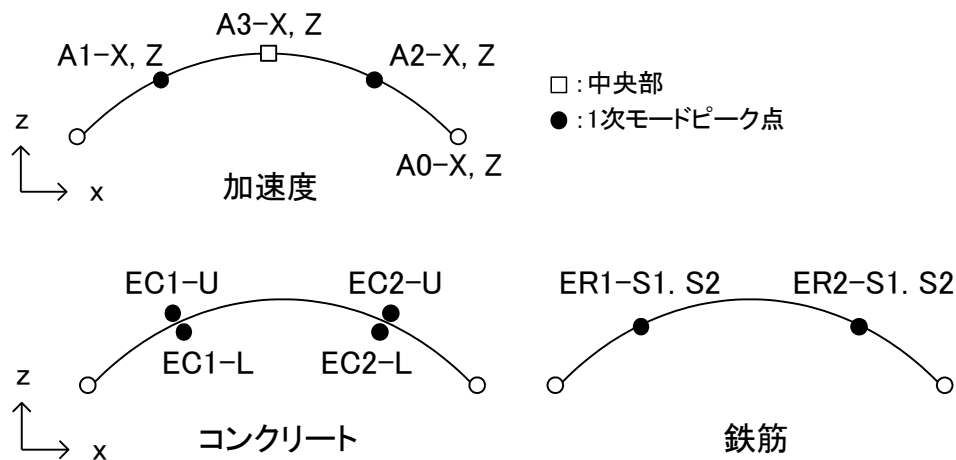 A3-X, Z
A1-X, Z
A2-X, Z
□：中央部
●：1次モードピーク点
z
A0-X, Z
x
加速度
EC1-U
EC2-U
ER1-S1. S2
ER2-S1. S2
EC1-L
EC2-L
z
コンクリート
鉄筋
x